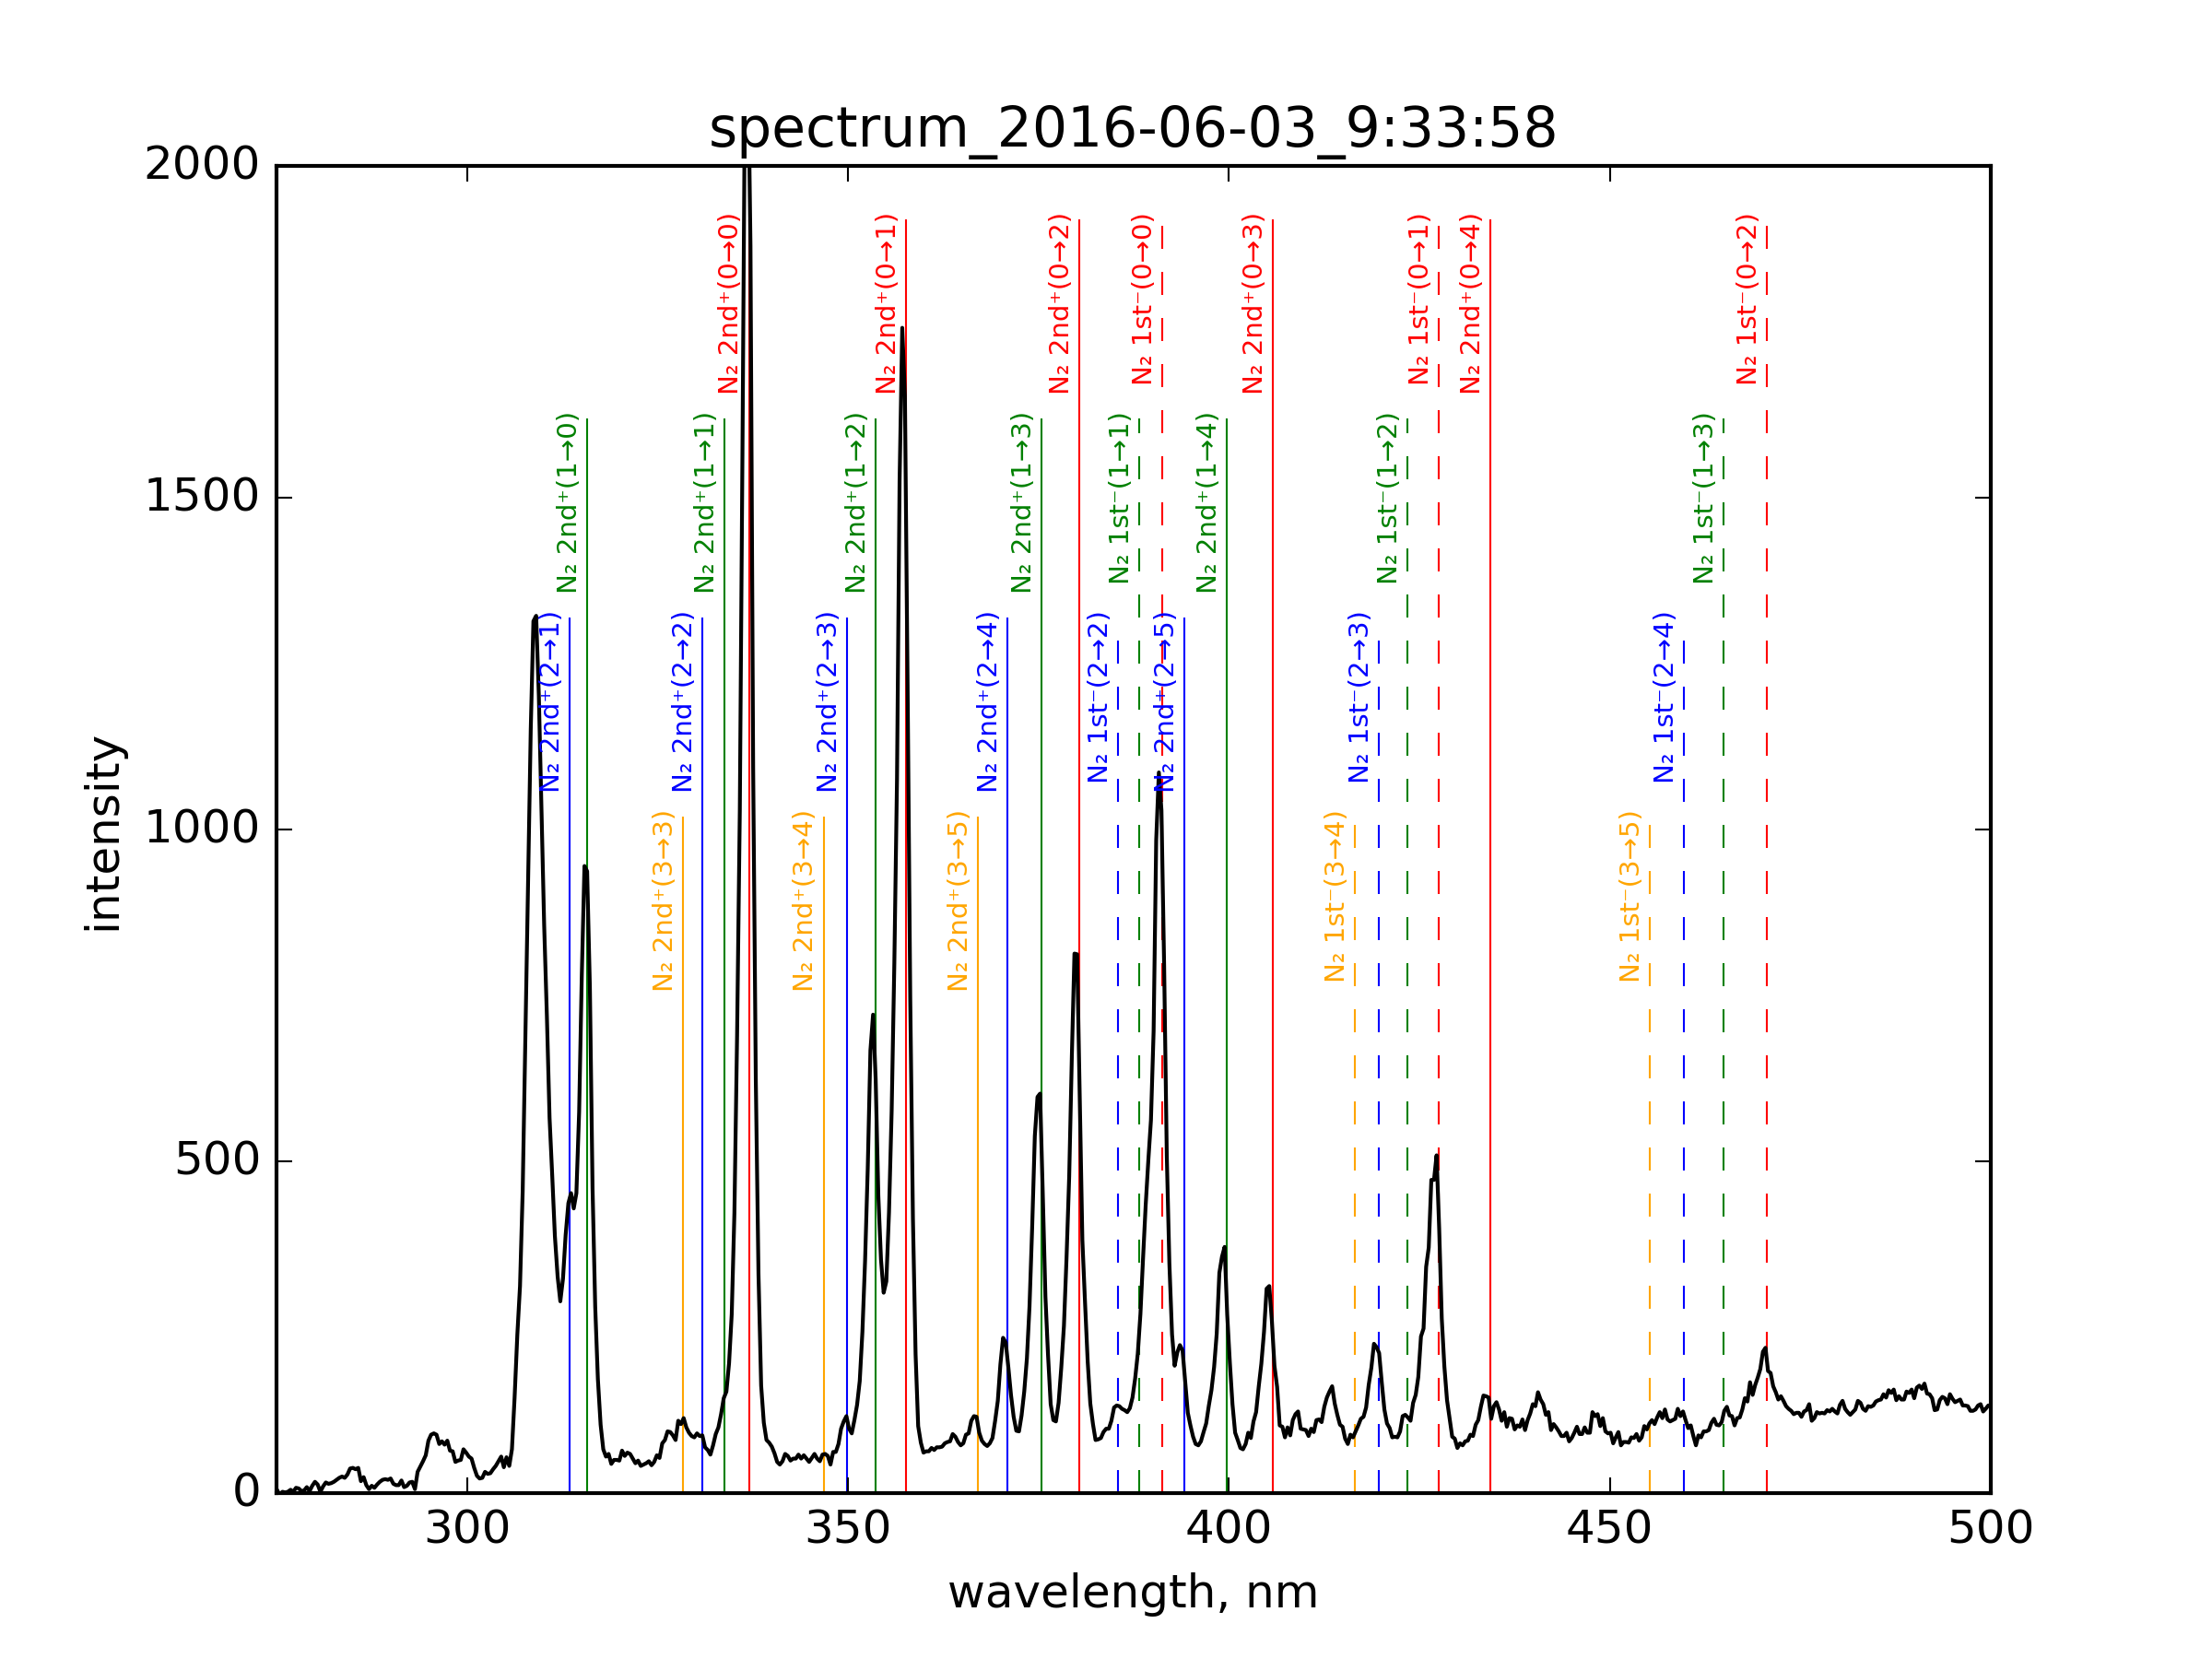 spectrum_2016-06-03_9:33:58
2000
1500
1000
500
0
intensity
300
350
400
450
500
wavelength, nm
N₂ 2nd⁺(0→0)
N₂ 2nd⁺(0→1)
N₂ 2nd⁺(0→2)
N₂ 1st⁻(0→0)
N₂ 2nd⁺(0→3)
N₂ 1st⁻(0→1)
N₂ 2nd⁺(0→4)
N₂ 1st⁻(0→2)
N₂ 2nd⁺(1→0)
N₂ 2nd⁺(1→1)
N₂ 2nd⁺(1→2)
N₂ 2nd⁺(1→3)
N₂ 1st⁻(1→1)
N₂ 2nd⁺(1→4)
N₂ 1st⁻(1→2)
N₂ 1st⁻(1→3)
N₂ 2nd⁺(2→1)
N₂ 2nd⁺(2→2)
N₂ 2nd⁺(2→3)
N₂ 2nd⁺(2→4)
N₂ 1st⁻(2→2)
N₂ 2nd⁺(2→5)
N₂ 1st⁻(2→3)
N₂ 1st⁻(2→4)
N₂ 2nd⁺(3→3)
N₂ 2nd⁺(3→4)
N₂ 2nd⁺(3→5)
N₂ 1st⁻(3→4)
N₂ 1st⁻(3→5)